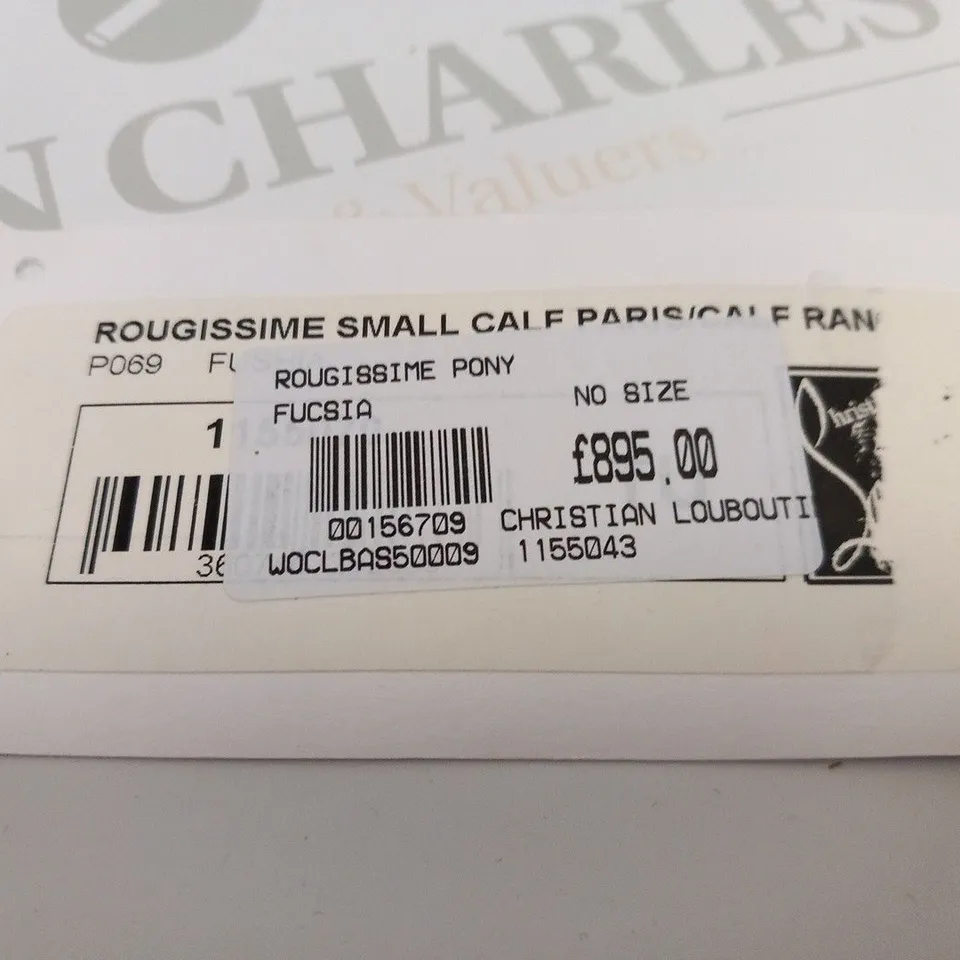 N CHARLES
& Valuers
ROUGISSIME SMALL CALF PARIS/CALF RAN
P069 FU
ROUGISSIME PONY
FUCSIA
NO SIZE
£895.00
00156709
CHRISTIAN LOUBOUTI
WOCLBAS50009 1155043